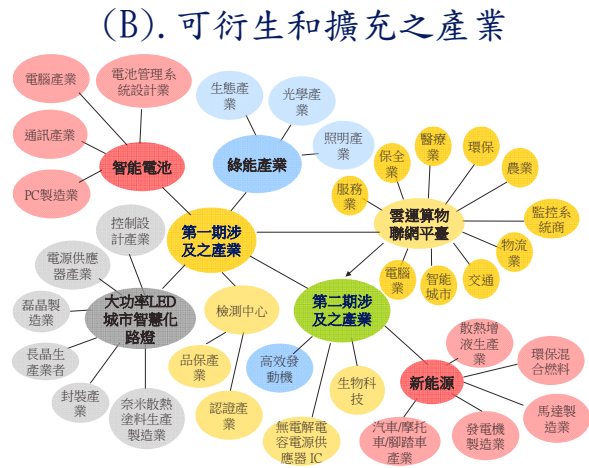 (B). 可衍生和擴充之產業
電腦產業
電池管理系
統設計業
通訊產業
PC製造業
智能電池
生態產
業
光學產
業
照明產
業
綠能產業
保全
業
醫療
業
環保
農業
服務
業
雲運算物
聯網平臺
監控系
統商
物流
業
電腦
業
智能
城市
交通
第一期涉
及之產業
控制設
計產業
電源供應
器產業
磊晶製
造業
長晶生
產業者
封裝產
業
奈米散熱
塗料生產
製造業
大功率LED
城市智慧化
路燈
檢測中心
品保產
業
認證產
業
第二期涉
及之產業
高效發
動機
無電解電
容電源供
應器 IC
生物科
技
新能源
散熱增
液生產
業
環保混
合燃料
馬達製
造業
發電機
製造業
汽車/摩托
車/腳踏車
產業